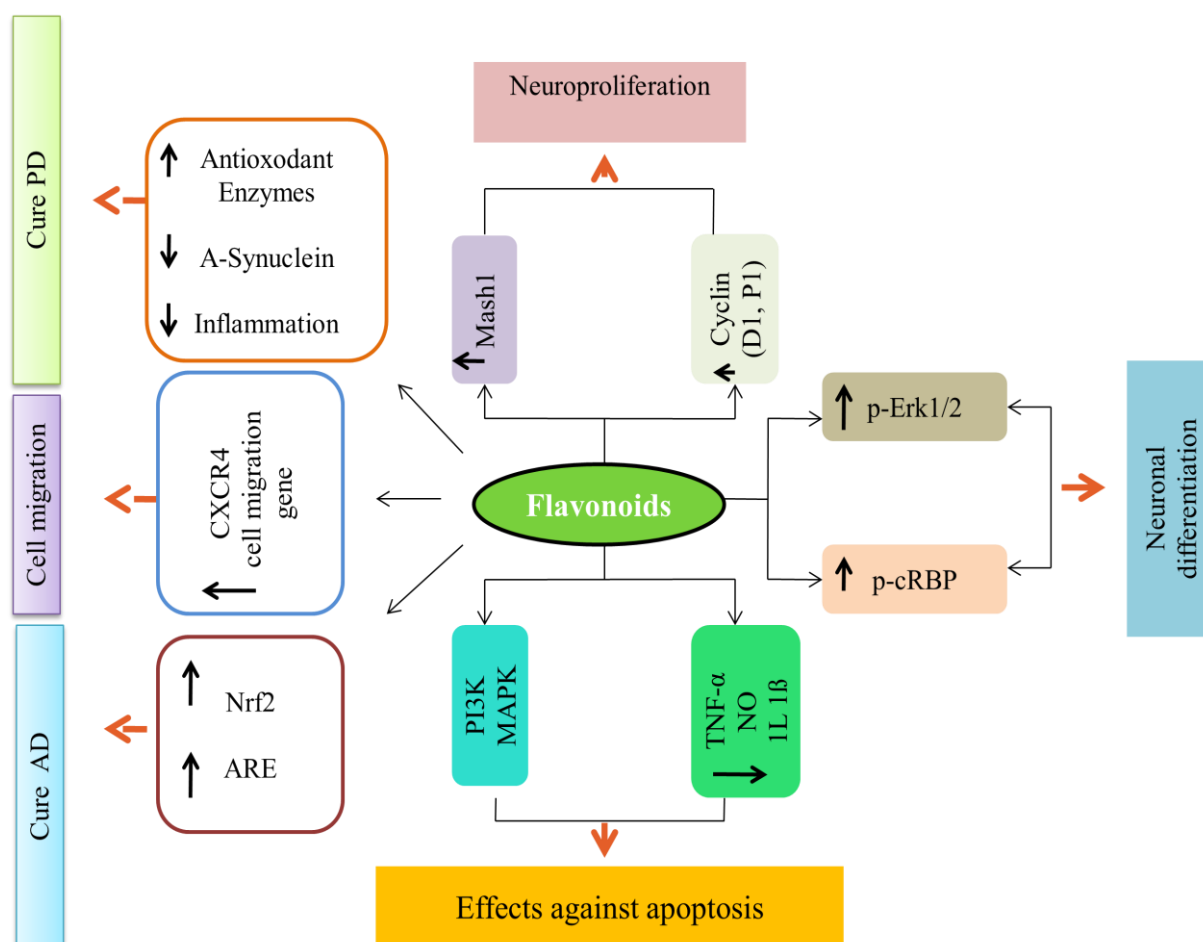 Neuroproliferation
Cure PD
Antioxodant
Enzymes
A-Synuclein
Inflammation
Mash1
Cyclin
(D1, P1)
Cell migration
CXCR4
cell migration
gene
Flavonoids
p-Erk1/2
p-cRBP
Neuronal
differentiation
Cure AD
Nrf2
ARE
PI3K
MAPK
TNF-α
NO
1L 1ß
Effects against apoptosis